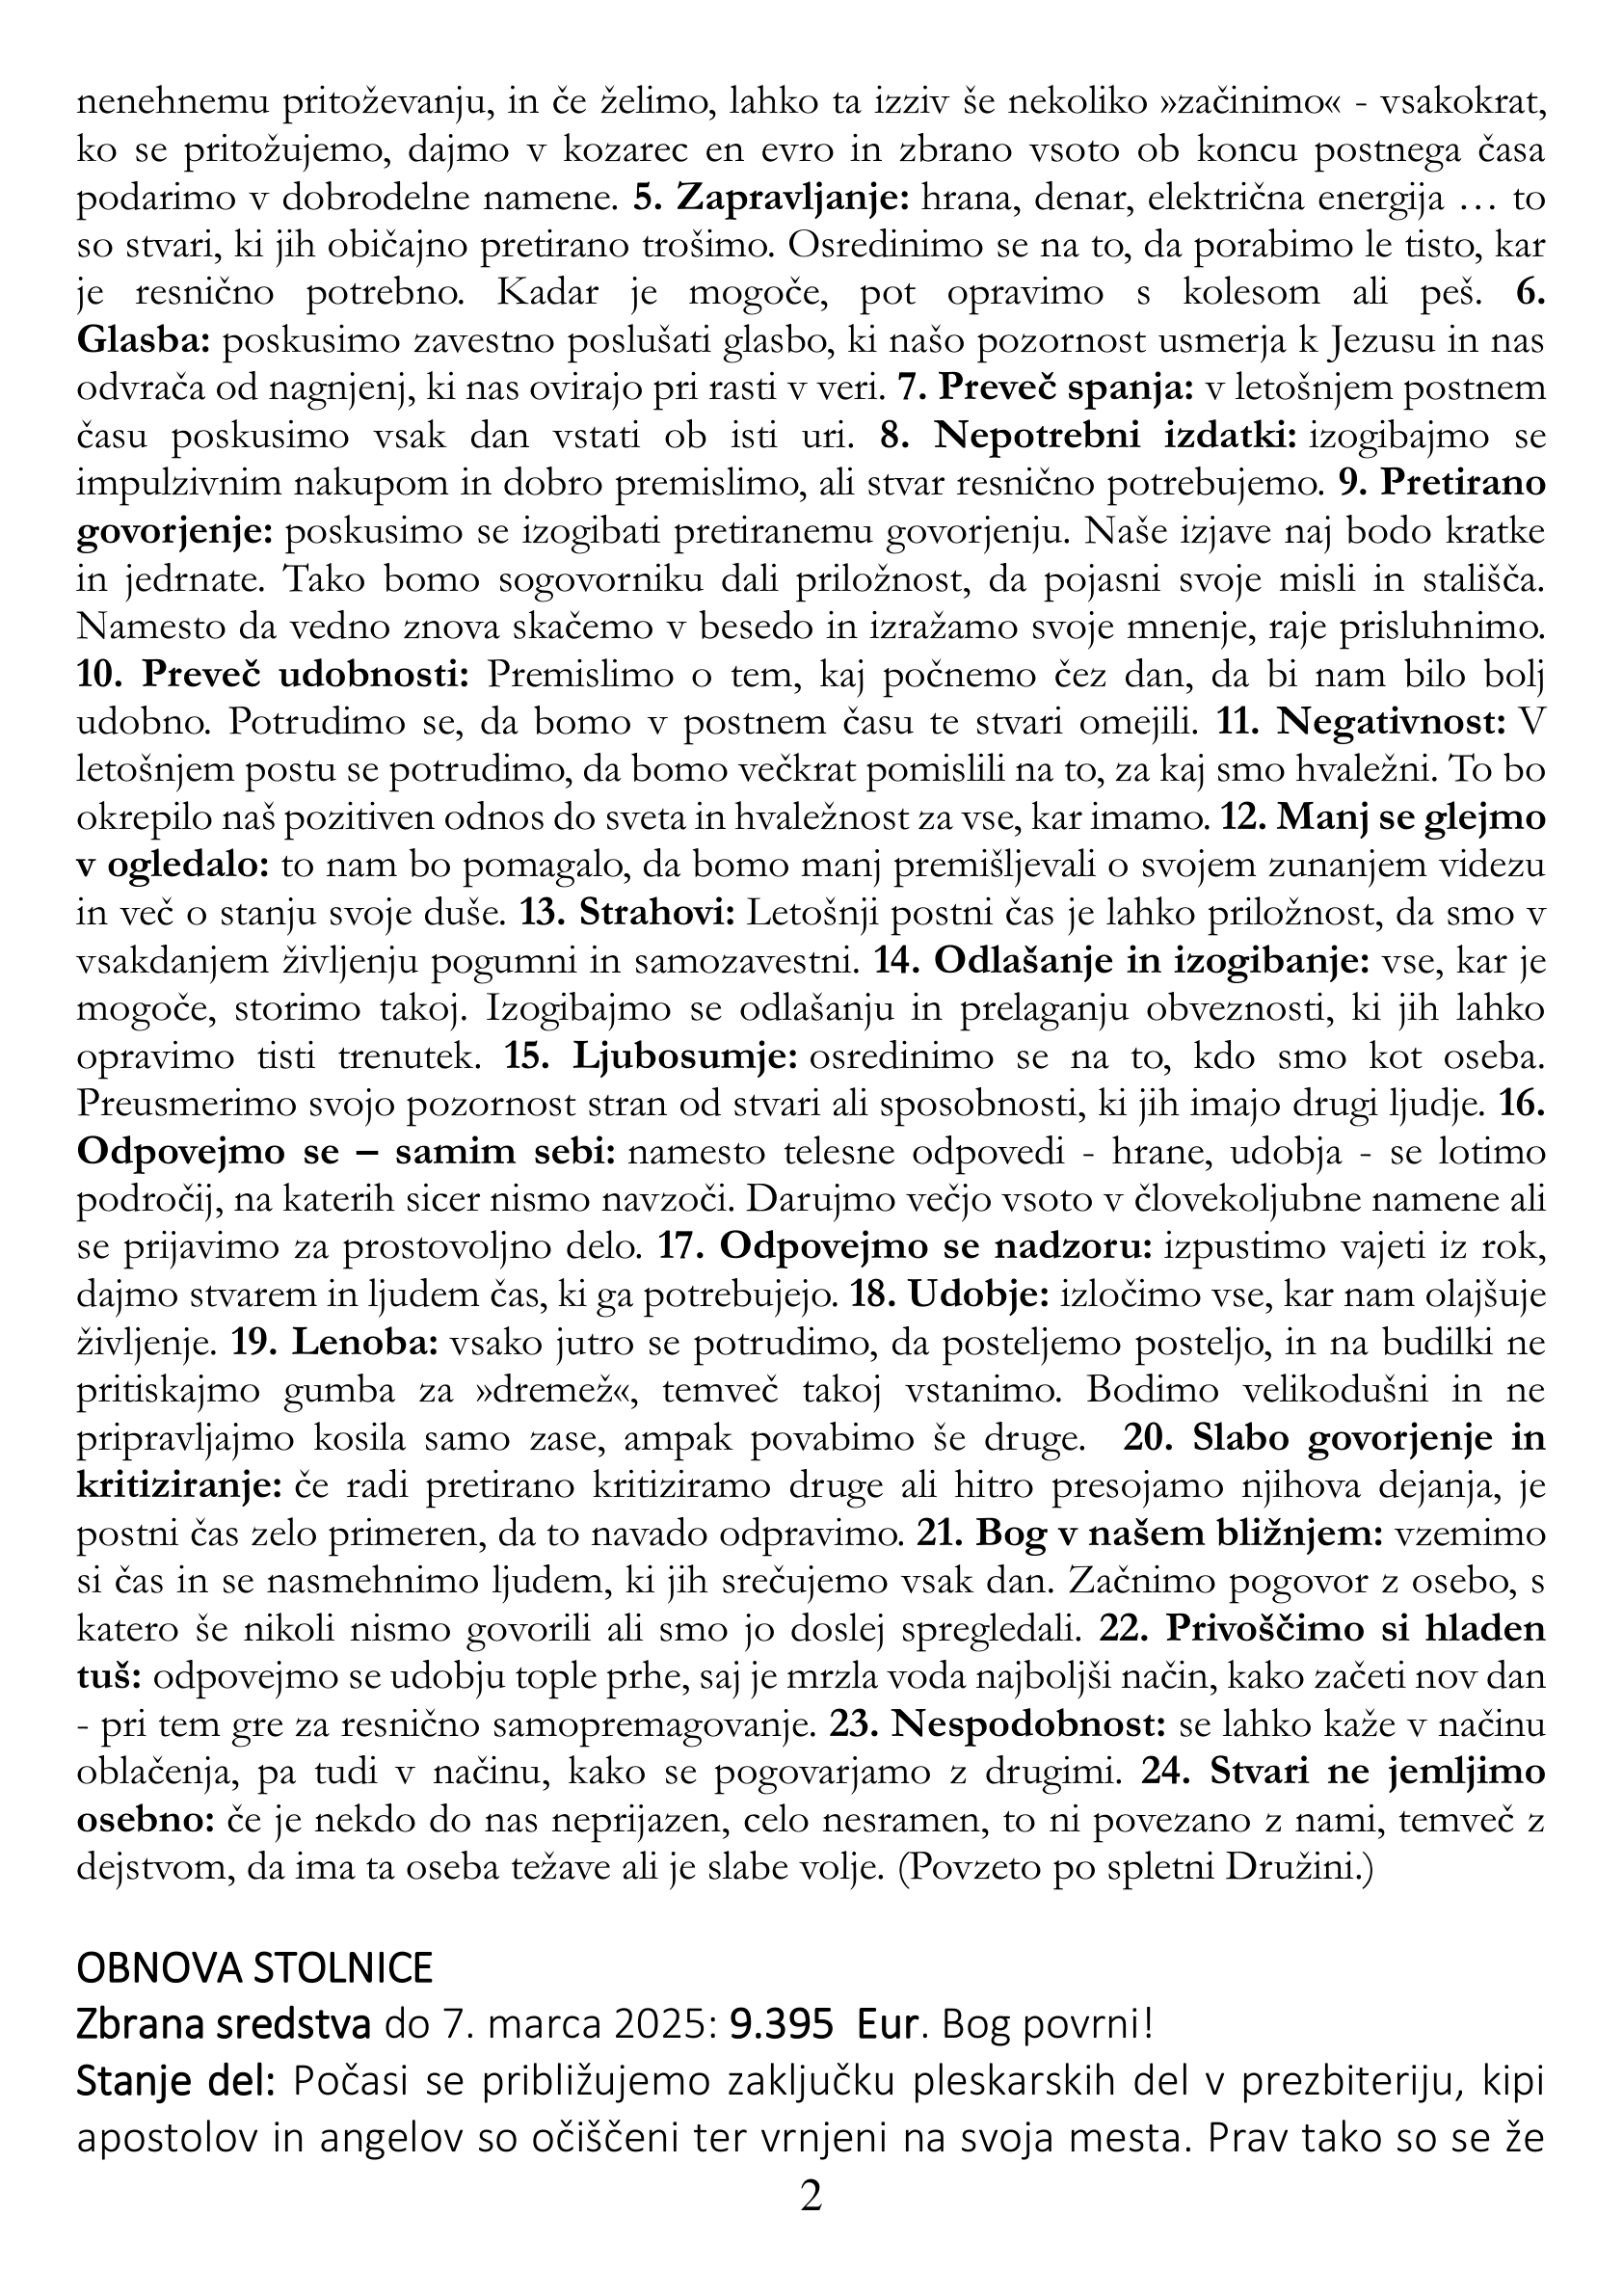 nenehnemu pritoževanju, in če želimo, lahko ta izziv še nekoliko »začinimo« - vsakokrat,
ko se pritožujemo, dajmo v kozarec en evro in zbrano vsoto ob koncu postnega časa
podarimo v dobrodelne namene. 5. Zapravljanje: hrana, denar, električna energija … to
so stvari, ki jih običajno pretirano trošimo. Osredinimo se na to, da porabimo le tisto, kar
je resnično potrebno. Kadar je mogoče, pot opravimo s kolesom ali peš. 6.
Glasba: poskusimo zavestno poslušati glasbo, ki našo pozornost usmerja k Jezusu in nas
odvrača od nagnjenj, ki nas ovirajo pri rasti v veri. 7. Preveč spanja: v letošnjem postnem
času poskusimo vsak dan vstati ob isti uri. 8. Nepotrebni izdatki: izogibajmo se
impulzivnim nakupom in dobro premislimo, ali stvar resnično potrebujemo. 9. Pretirano
govorjenje: poskusimo se izogibati pretiranemu govorjenju. Naše izjave naj bodo kratke
in jedrnate. Tako bomo sogovorniku dali priložnost, da pojasni svoje misli in stališča.
Namesto da vedno znova skačemo v besedo in izražamo svoje mnenje, raje prisluhnimo.
10. Preveč udobnosti: Premislimo o tem, kaj počnemo čez dan, da bi nam bilo bolj
udobno. Potrudimo se, da bomo v postnem času te stvari omejili. 11. Negativnost: V
letošnjem postu se potrudimo, da bomo večkrat pomislili na to, za kaj smo hvaležni. To bo
okrepilo naš pozitiven odnos do sveta in hvaležnost za vse, kar imamo. 12. Manj se glejmo
v ogledalo: to nam bo pomagalo, da bomo manj premišljevali o svojem zunanjem videzu
in več o stanju svoje duše. 13. Strahovi: Letošnji postni čas je lahko priložnost, da smo v
vsakdanjem življenju pogumni in samozavestni. 14. Odlašanje in izogibanje: vse, kar je
mogoče, storimo takoj. Izogibajmo se odlašanju in prelaganju obveznosti, ki jih lahko
opravimo tisti trenutek. 15. Ljubosumje: osredinimo se na to, kdo smo kot oseba.
Preusmerimo svojo pozornost stran od stvari ali sposobnosti, ki jih imajo drugi ljudje. 16.
Odpovejmo se – samim sebi: namesto telesne odpovedi - hrane, udobja - se lotimo
področij, na katerih sicer nismo navzoči. Darujmo večjo vsoto v človekoljubne namene ali
se prijavimo za prostovoljno delo. 17. Odpovejmo se nadzoru: izpustimo vajeti iz rok,
dajmo stvarem in ljudem čas, ki ga potrebujejo. 18. Udobje: izločimo vse, kar nam olajšuje
življenje. 19. Lenoba: vsako jutro se potrudimo, da posteljemo posteljo, in na budilki ne
pritiskajmo gumba za »dremež«, temveč takoj vstanimo. Bodimo velikodušni in ne
pripravljajmo kosila samo zase, ampak povabimo še druge. 20. Slabo govorjenje in
kritiziranje: če radi pretirano kritiziramo druge ali hitro presojamo njihova dejanja, je
postni čas zelo primeren, da to navado odpravimo. 21. Bog v našem bližnjem: vzemimo
si čas in se nasmehnimo ljudem, ki jih srečujemo vsak dan. Začnimo pogovor z osebo, s
katero še nikoli nismo govorili ali smo jo doslej spregledali. 22. Privoščimo si hladen
tuš: odpovejmo se udobju tople prhe, saj je mrzla voda najboljši način, kako začeti nov dan
- pri tem gre za resnično samopremagovanje. 23. Nespodobnost: se lahko kaže v načinu
oblačenja, pa tudi v načinu, kako se pogovarjamo z drugimi. 24. Stvari ne jemljimo
osebno: če je nekdo do nas neprijazen, celo nesramen, to ni povezano z nami, temveč z
dejstvom, da ima ta oseba težave ali je slabe volje. (Povzeto po spletni Družini.)
OBNOVA STOLNICE
Zbrana sredstva do 7. marca 2025: 9.395 Eur. Bog povrni!
Stanje del: Počasi se približujemo zaključku pleskarskih del v prezbiteriju, kipi
apostolov in angelov so očiščeni ter vrnjeni na svoja mesta. Prav tako so se že
2